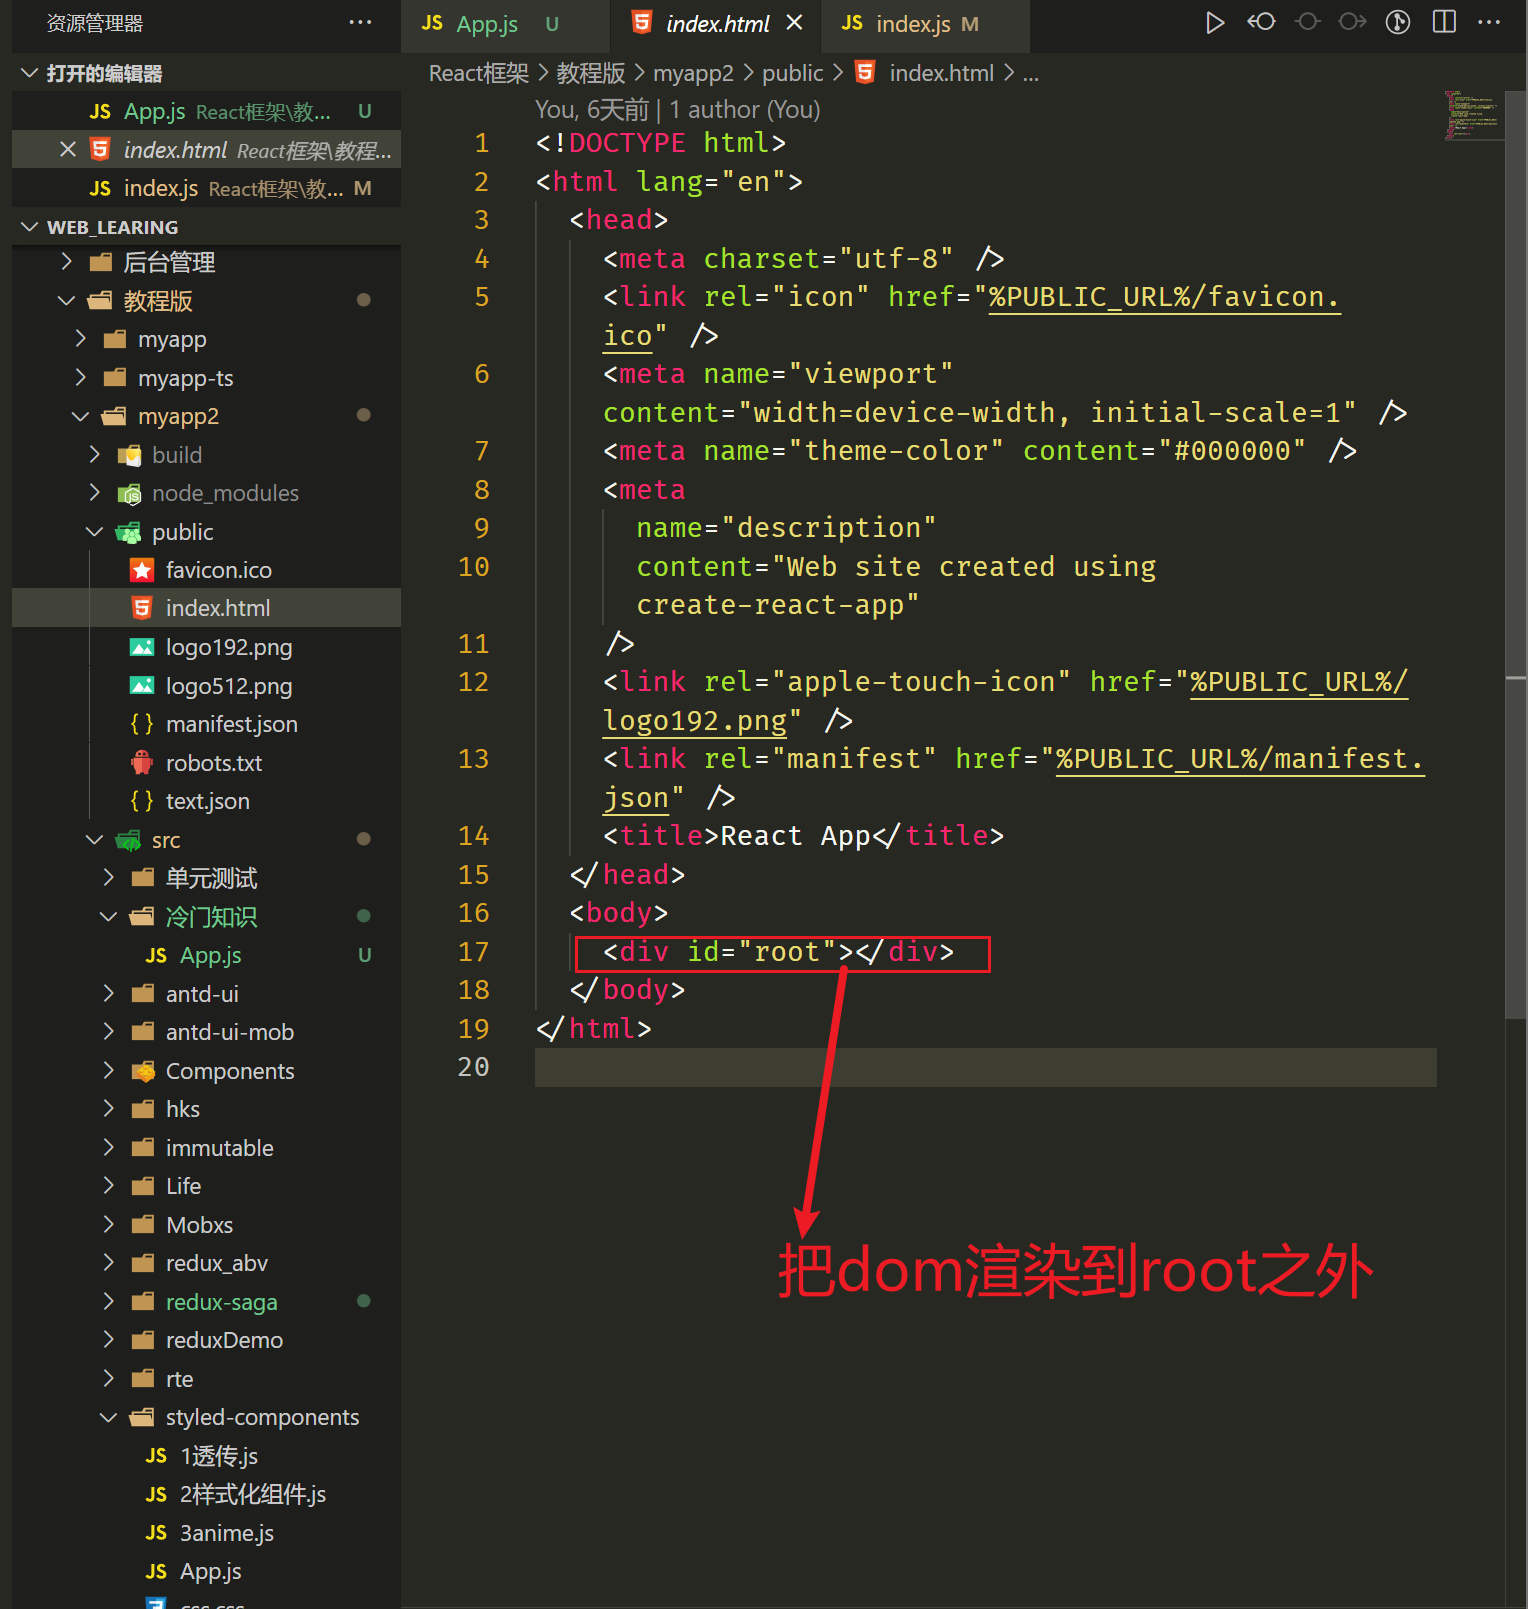 资源管理器
打开的编辑器
JS App.js React框架\教... U
index.html React框架\教程...
JS index.js React框架\教... M
WEB_LEARING
后台管理
教程版
myapp
myapp-ts
myapp2
build
node_modules
public
favicon.ico
index.html
logo192.png
logo512.png
{} manifest.json
robots.txt
{} text.json
src
单元测试
冷门知识
JS App.js U
antd-ui
antd-ui-mob
Components
hks
immutable
Life
Mobxs
redux_abv
redux-saga
reduxDemo
rte
styled-components
JS 1透传.js
JS 2样式化组件.js
JS 3anime.js
JS App.js
css.css
JS App.js U
index.html
JS index.js M
React框架 > 教程版 > myapp2 > public > index.html > ...
You, 6天前 | 1 author (You)
1 <!DOCTYPE html>
2 <html lang="en">
3 <head>
4 <meta charset="utf-8" />
5 <link rel="icon" href="%PUBLIC_URL%/favicon.
ico" />
6 <meta name="viewport"
content="width=device-width, initial-scale=1" />
7 <meta name="theme-color" content="#000000" />
8 <meta
9 name="description"
10 content="Web site created using
create-react-app"
11 />
12 <link rel="apple-touch-icon" href="%PUBLIC_URL%/
logo192.png" />
13 <link rel="manifest" href="%PUBLIC_URL%/manifest.
json" />
14 <title>React App</title>
15 </head>
16 <body>
17 <div id="root"></div>
18 </body>
19 </html>
20
把dom渲染到root之外